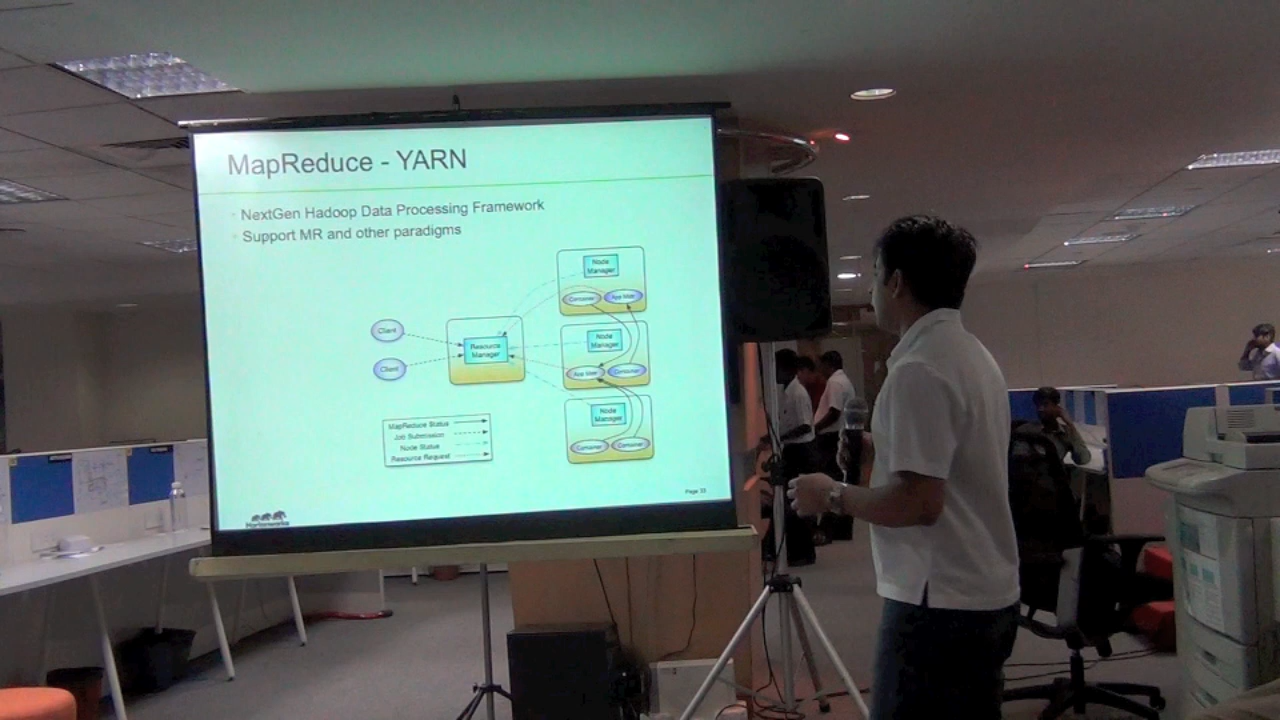 MapReduce - YARN
NextGen Hadoop Data Processing Framework
Support MR and other paradigms
Node
Manager
Container
App Mstr
Client
Resource
Manager
Node
Manager
Client
App Mstr
Container
Node
Manager
MapReduce Status
Job Submission
Node Status
Resource Request
Container
Container
Page 33
Hortonworks